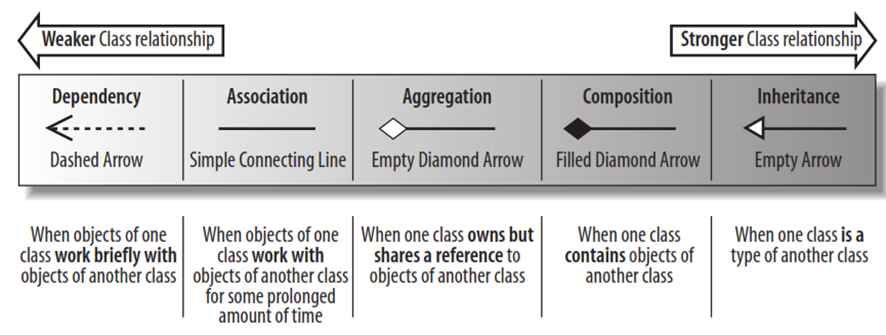 Weaker Class relationship
Stronger Class relationship
Dependency
Dashed Arrow
Association
Simple Connecting Line
Aggregation
Empty Diamond Arrow
Composition
Filled Diamond Arrow
Inheritance
Empty Arrow
When objects of one
class work briefly with
objects of another class
When objects of one
class work with
objects of another class
for some prolonged
amount of time
When one class owns but
shares a reference to
objects of another class
When one class
contains objects of
another class
When one class is a
type of another class